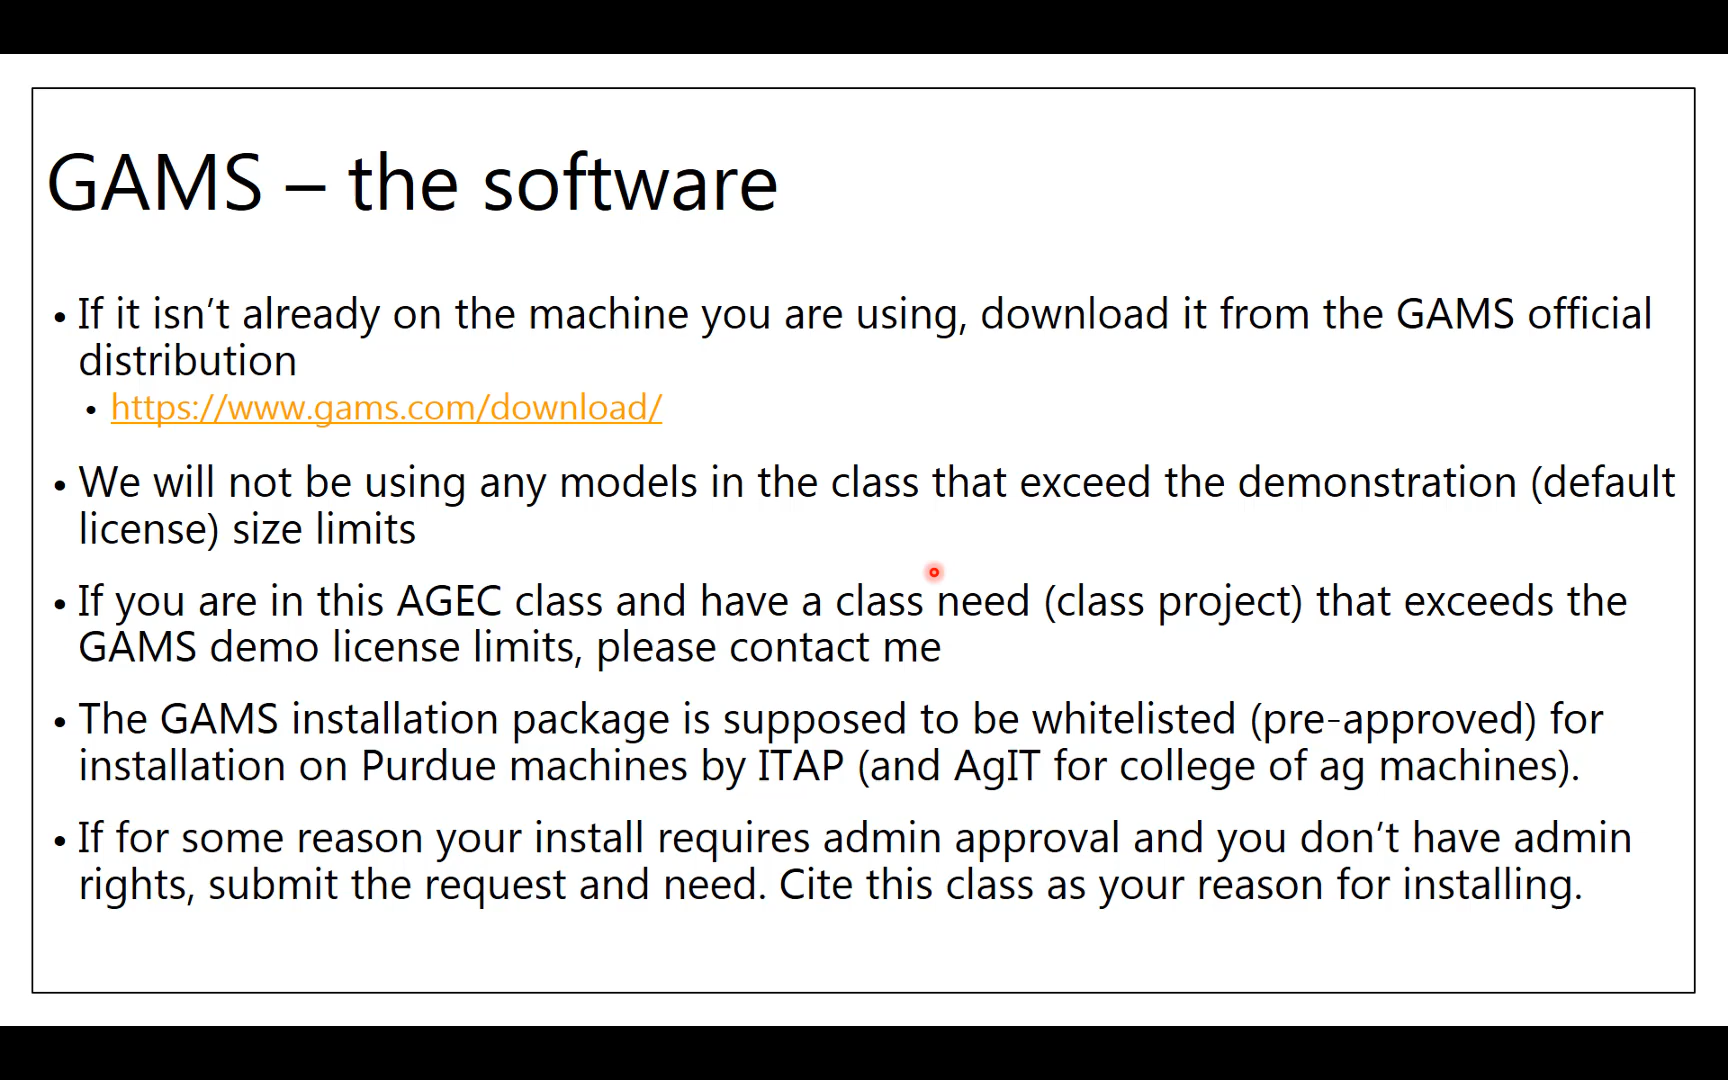 GAMS – the software
• If it isn’t already on the machine you are using, download it from the GAMS official
distribution
• https://www.gams.com/download/
• We will not be using any models in the class that exceed the demonstration (default
license) size limits
• If you are in this AGEC class and have a class need (class project) that exceeds the
GAMS demo license limits, please contact me
• The GAMS installation package is supposed to be whitelisted (pre-approved) for
installation on Purdue machines by ITAP (and AgIT for college of ag machines).
• If for some reason your install requires admin approval and you don’t have admin
rights, submit the request and need. Cite this class as your reason for installing.